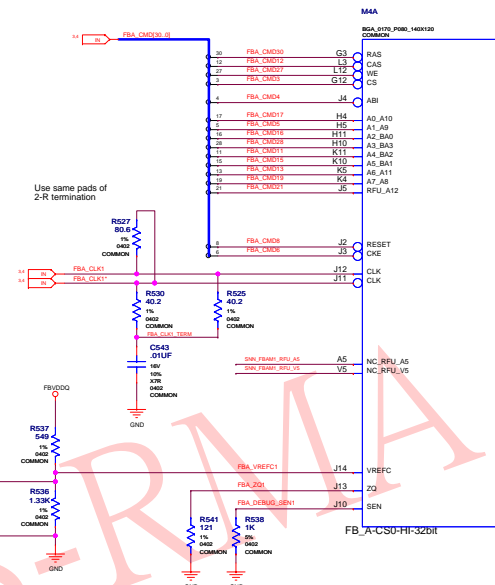 M4A
BGA_0170_P080_140X120
COMMON
3,4 IN FBA_CMD[30..0]
30 FBA_CMD30 G3 RAS
12 FBA_CMD12 L3 CAS
27 FBA_CMD27 L12 WE
3 FBA_CMD3 G12 CS
4 FBA_CMD4 J4 ABI
17 FBA_CMD17 H4 A0_A10
5 FBA_CMD5 H5 A1_A9
16 FBA_CMD16 H11 A2_BA0
28 FBA_CMD28 H10 A3_BA3
11 FBA_CMD11 K11 A4_BA2
15 FBA_CMD15 K10 A5_BA1
13 FBA_CMD13 K5 A6_A11
19 FBA_CMD19 K4 A7_A8
21 FBA_CMD21 J5 RFU_A12
Use same pads of
2-R termination
R527
80.6
1%
0402
COMMON
8 FBA_CMD8 J2 RESET
6 FBA_CMD6 J3 CKE
3,4 IN FBA_CLK1 J12 CLK
3,4 IN FBA_CLK1* J11 CLK
R530
40.2
1%
0402
COMMON
R525
40.2
1%
0402
COMMON
FBA_CLK1_TERM
C543
.01UF
16V
10%
X7R
0402
COMMON
GND
SNN_FBAM1_RFU_A5 A5 NC_RFU_A5
SNN_FBAM1_RFU_V5 V5 NC_RFU_V5
FBVDDQ
R537
549
1%
0402
COMMON
FBA_VREFC1 J14 VREFC
R536
1.33K
1%
0402
COMMON
GND
FBA_ZQ1 J13 ZQ
FBA_DEBUG_SEN1 J10 SEN
R541
121
1%
0402
COMMON
R538
1K
5%
0402
COMMON
FB_A-CS0-HI-32bit